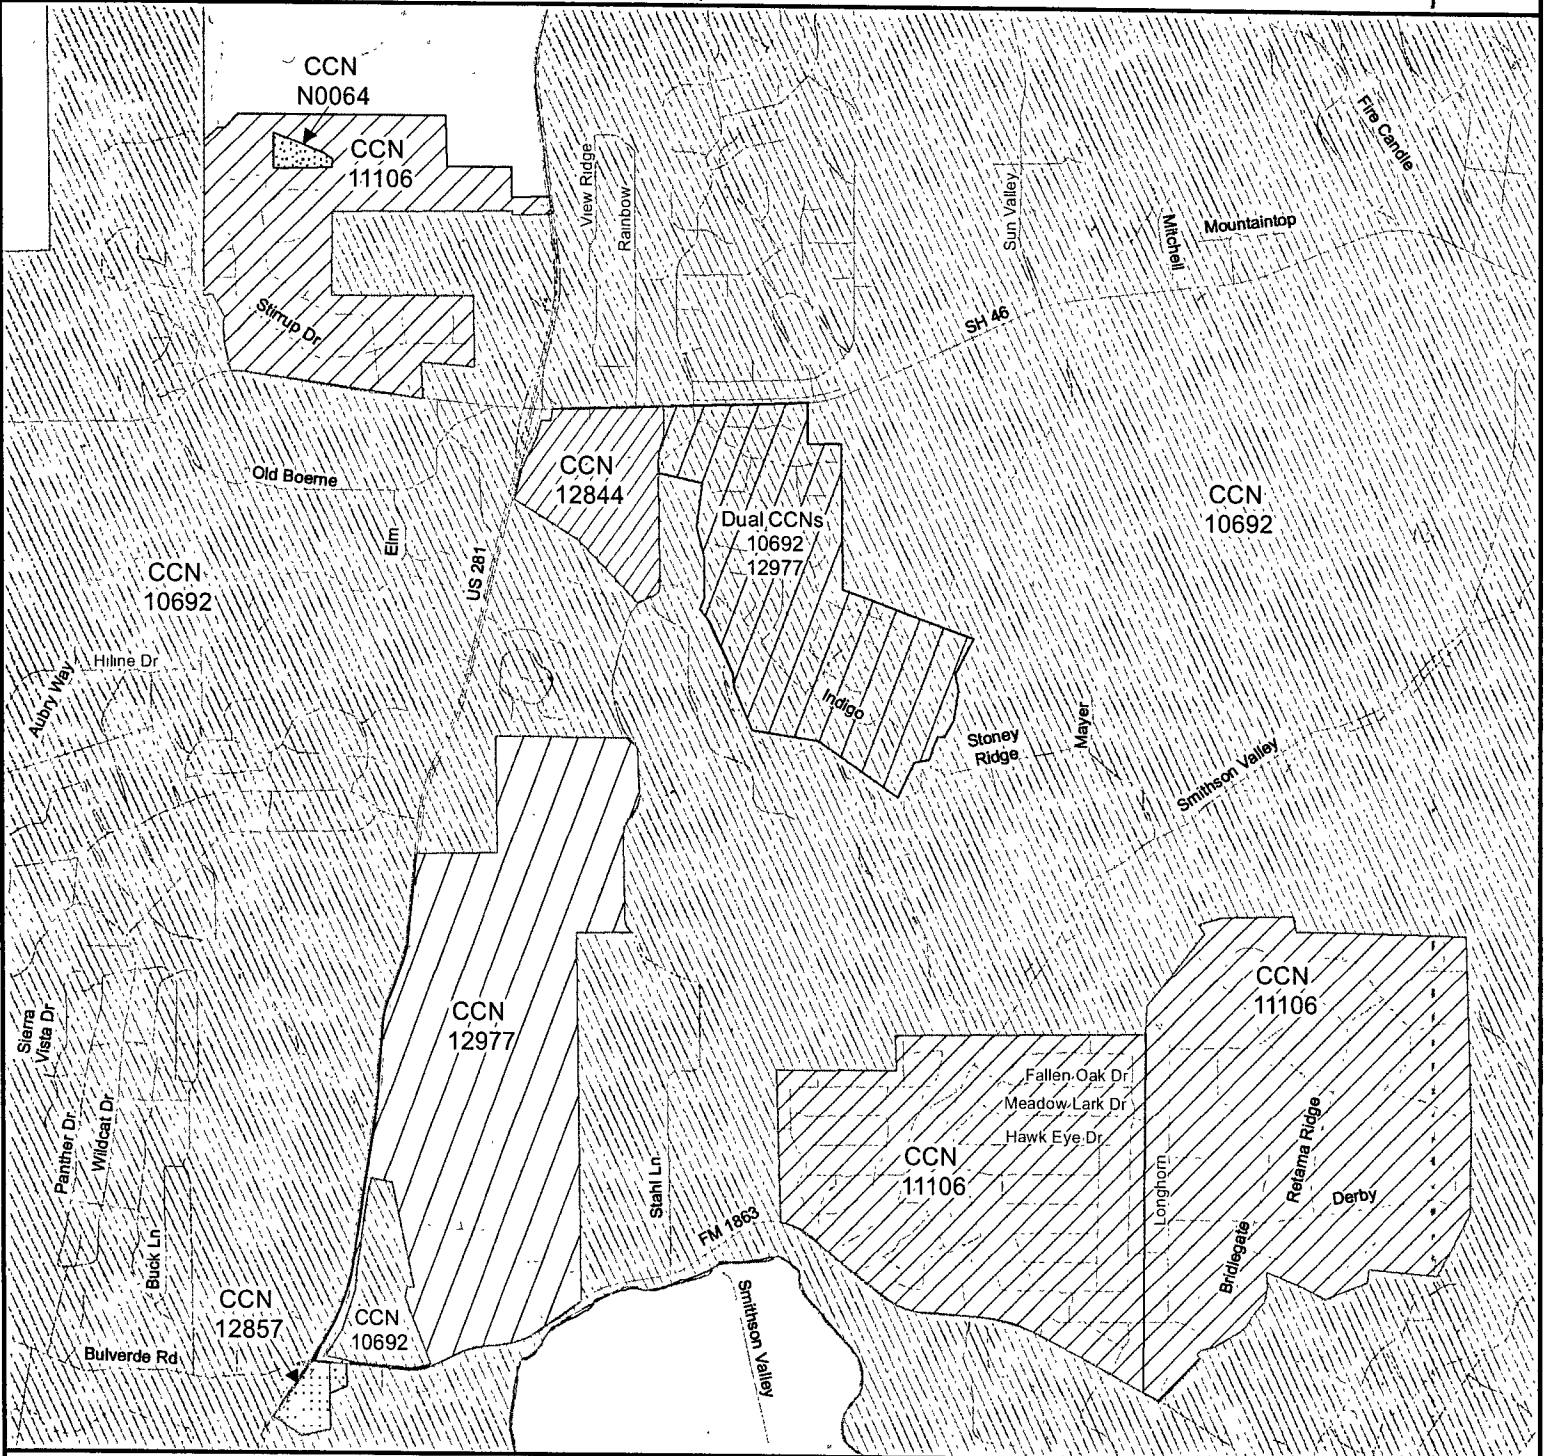 CCN
N0064
CCN
11106
Fire Candle
View Ridge
Rainbow
Sun Valley
Mitchell
Mountaintop
Stirrup Dr
SH 46
Old Boerne
CCN
12844
Elm
US 281
Dual CCNs
10692
12977
CCN
10692
CCN
10692
Hiline Dr
Aubry Way
Indigo
Stoney
Ridge
Mayer
Smithson Valley
CCN
12977
CCN
11106
Sierra
Vista Dr
Panther Dr
Wildcat Dr
Fallen Oak Dr
Meadow Lark Dr
Hawk Eye Dr
CCN
11106
Longhorn
Retama Ridge
Derby
Bridlegate
Stahl Ln
FM 1863
Buck Ln
CCN
12857
CCN
10692
Bulverde Rd
Smithson Valley